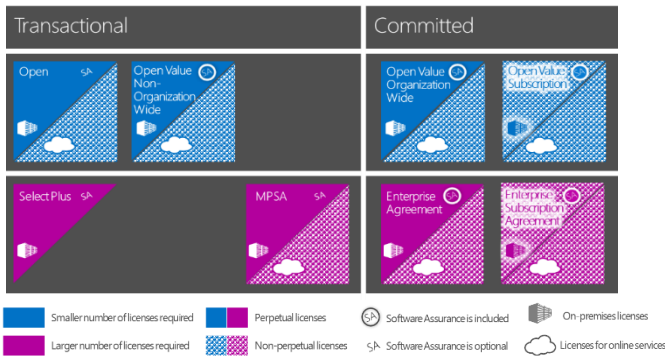 Transactional
Committed
Open
SA
Open Value
Non-
Organization
Wide
SA
Open Value
Organization
Wide
SA
Open Value
Subscription
SA
Select Plus
SA
MPSA
SA
Enterprise
Agreement
SA
Enterprise
Subscription
Agreement
SA
Smaller number of licenses required
Perpetual licenses
SA
Software Assurance is included
On-premises licenses
Larger number of licenses required
Non-perpetual licenses
SA
Software Assurance is optional
Licenses for online services